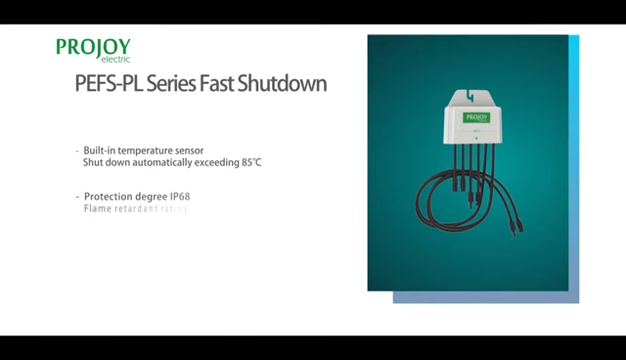 PROJOY
electric
PEFS-PL Series Fast Shutdown
- Built-in temperature sensor
Shut down automatically exceeding 85℃
- Protection degree IP68
Flame retardant rating
PROJOY